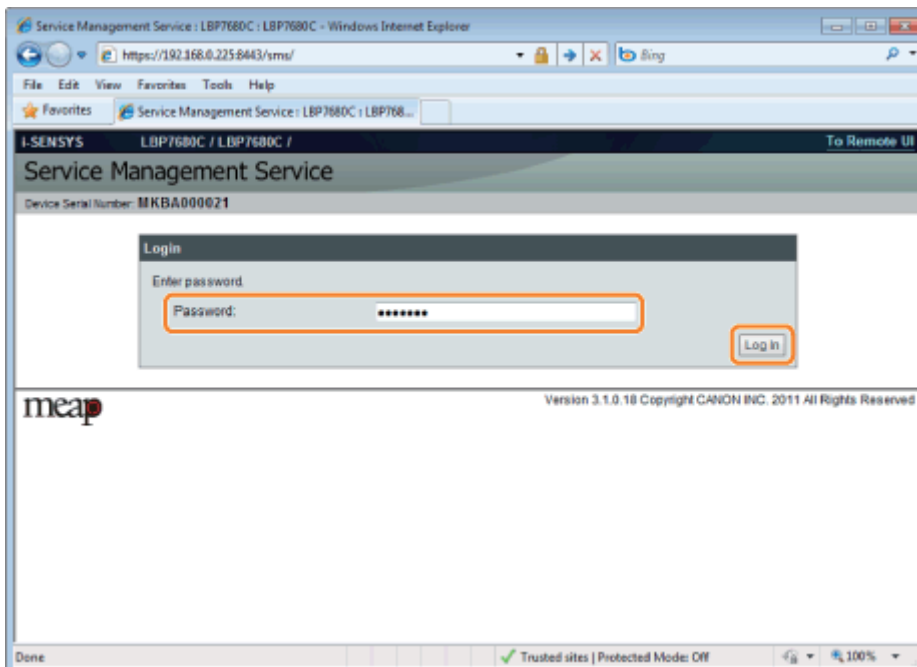 Service Management Service : LBP7680C : LBP7680C - Windows Internet Explorer
https://192.168.0.225:8443/sms/
Bing
File Edit View Favorites Tools Help
Favorites
Service Management Service : LBP7680C : LBP768...
i-SENSYS LBP7680C / LBP7680C / To Remote UI
Service Management Service
Device Serial Number: MKBA000021
Login
Enter password.
Password: •••••••
Log In
meap
Version 3.1.0.18 Copyright CANON INC. 2011 All Rights Reserved
Done Trusted sites | Protected Mode: Off 100%